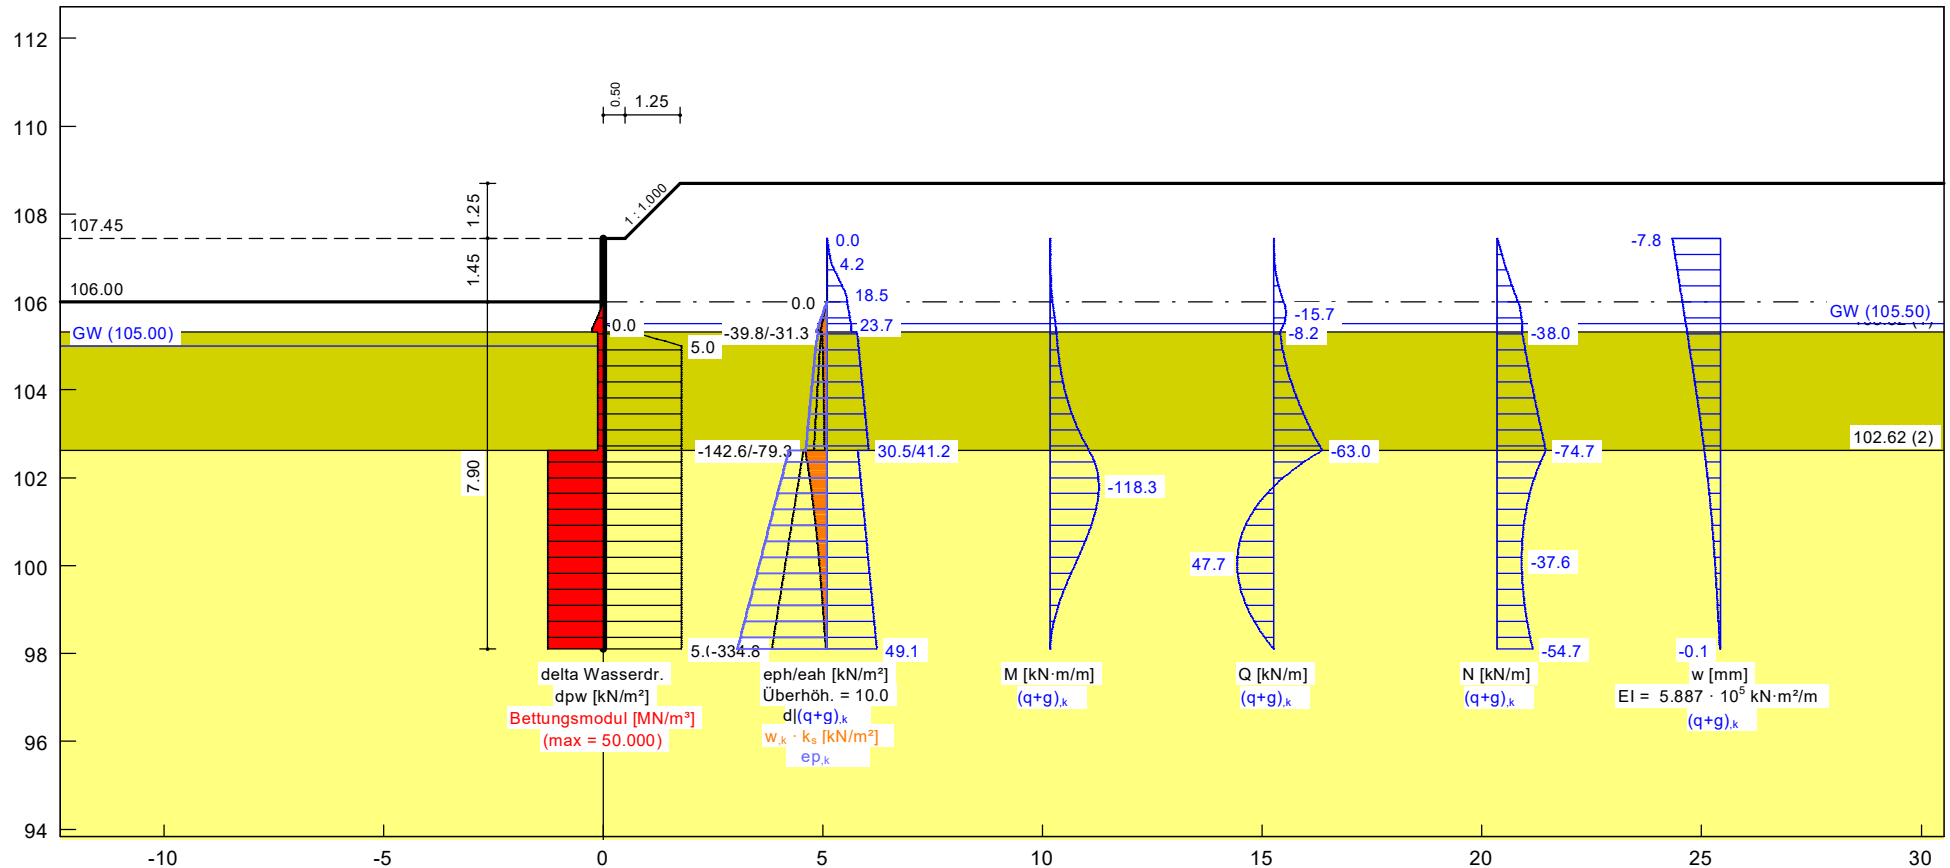 112
110
108
106
104
102
100
98
96
94
-10
-5
0
5
10
15
20
25
30
0.50
1.25
1.25
1.45
7.90
1 : 1.000
107.45
106.00
GW (105.00)
GW (105.50)
102.62 (2)
0.0
5.0
delta Wasserdr.
dpw [kN/m²]
Bettungsmodul [MN/m³]
(max = 50.000)
0.0
4.2
18.5
23.7
0.0
-39.8/-31.3
-142.6/-79.3
30.5/41.2
-334.8
49.1
eph/eah [kN/m²]
Überhöh. = 10.0
d|(q+g),k
w,k · ks [kN/m²]
ep,k
-118.3
M [kN·m/m]
(q+g),k
-15.7
-8.2
-63.0
47.7
Q [kN/m]
(q+g),k
-38.0
-74.7
-37.6
-54.7
N [kN/m]
(q+g),k
-7.8
-0.1
w [mm]
EI = 5.887 · 10⁵ kN·m²/m
(q+g),k